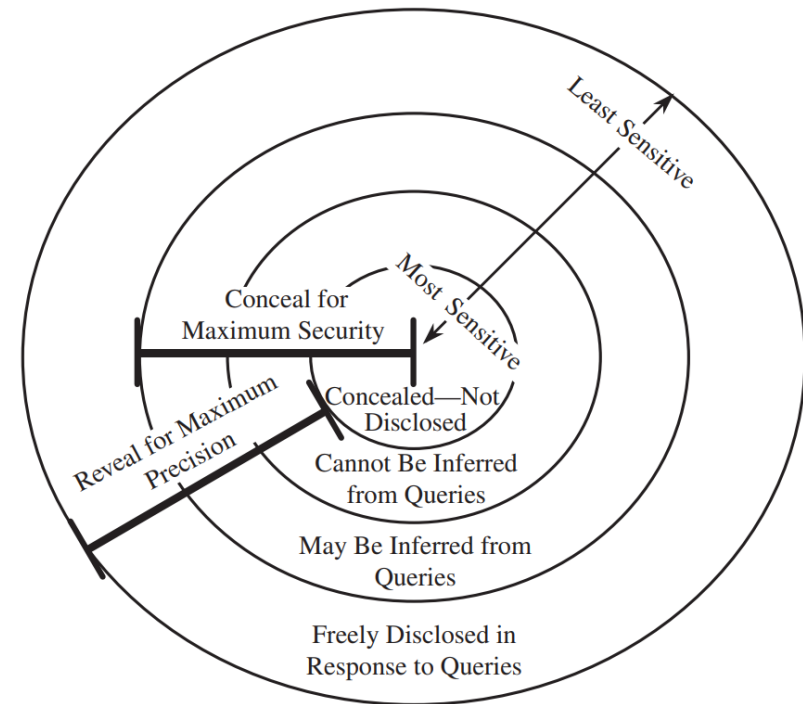 Least Sensitive
Most Sensitive
Conceal for
Maximum Security
Concealed—Not
Disclosed
Reveal for Maximum
Precision
Cannot Be Inferred
from Queries
May Be Inferred from
Queries
Freely Disclosed in
Response to Queries